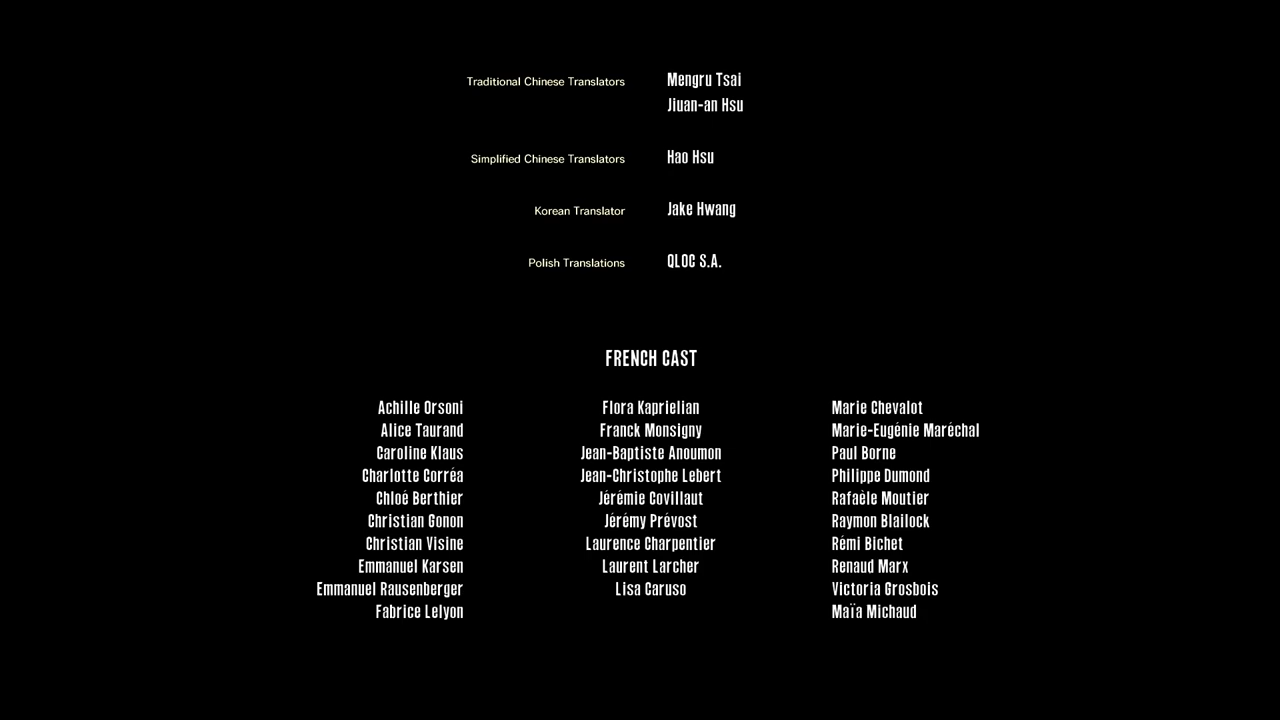 Traditional Chinese Translators Mengru Tsai
Jiuan-an Hsu
Simplified Chinese Translators Hao Hsu
Korean Translator Jake Hwang
Polish Translations QLOC S.A.
FRENCH CAST
Achille Orsoni
Alice Taurand
Caroline Klaus
Charlotte Corréa
Chloé Berthier
Christian Gonon
Christian Visine
Emmanuel Karsen
Emmanuel Rausenberger
Fabrice Lelyon
Flora Kaprielian
Franck Monsigny
Jean-Baptiste Anoumon
Jean-Christophe Lebert
Jérémie Covillaut
Jérémy Prévost
Laurence Charpentier
Laurent Larcher
Lisa Caruso
Marie Chevalot
Marie-Eugénie Maréchal
Paul Borne
Philippe Dumond
Rafaèle Moutier
Raymon Blailock
Rémi Bichet
Renaud Marx
Victoria Grosbois
Maïa Michaud